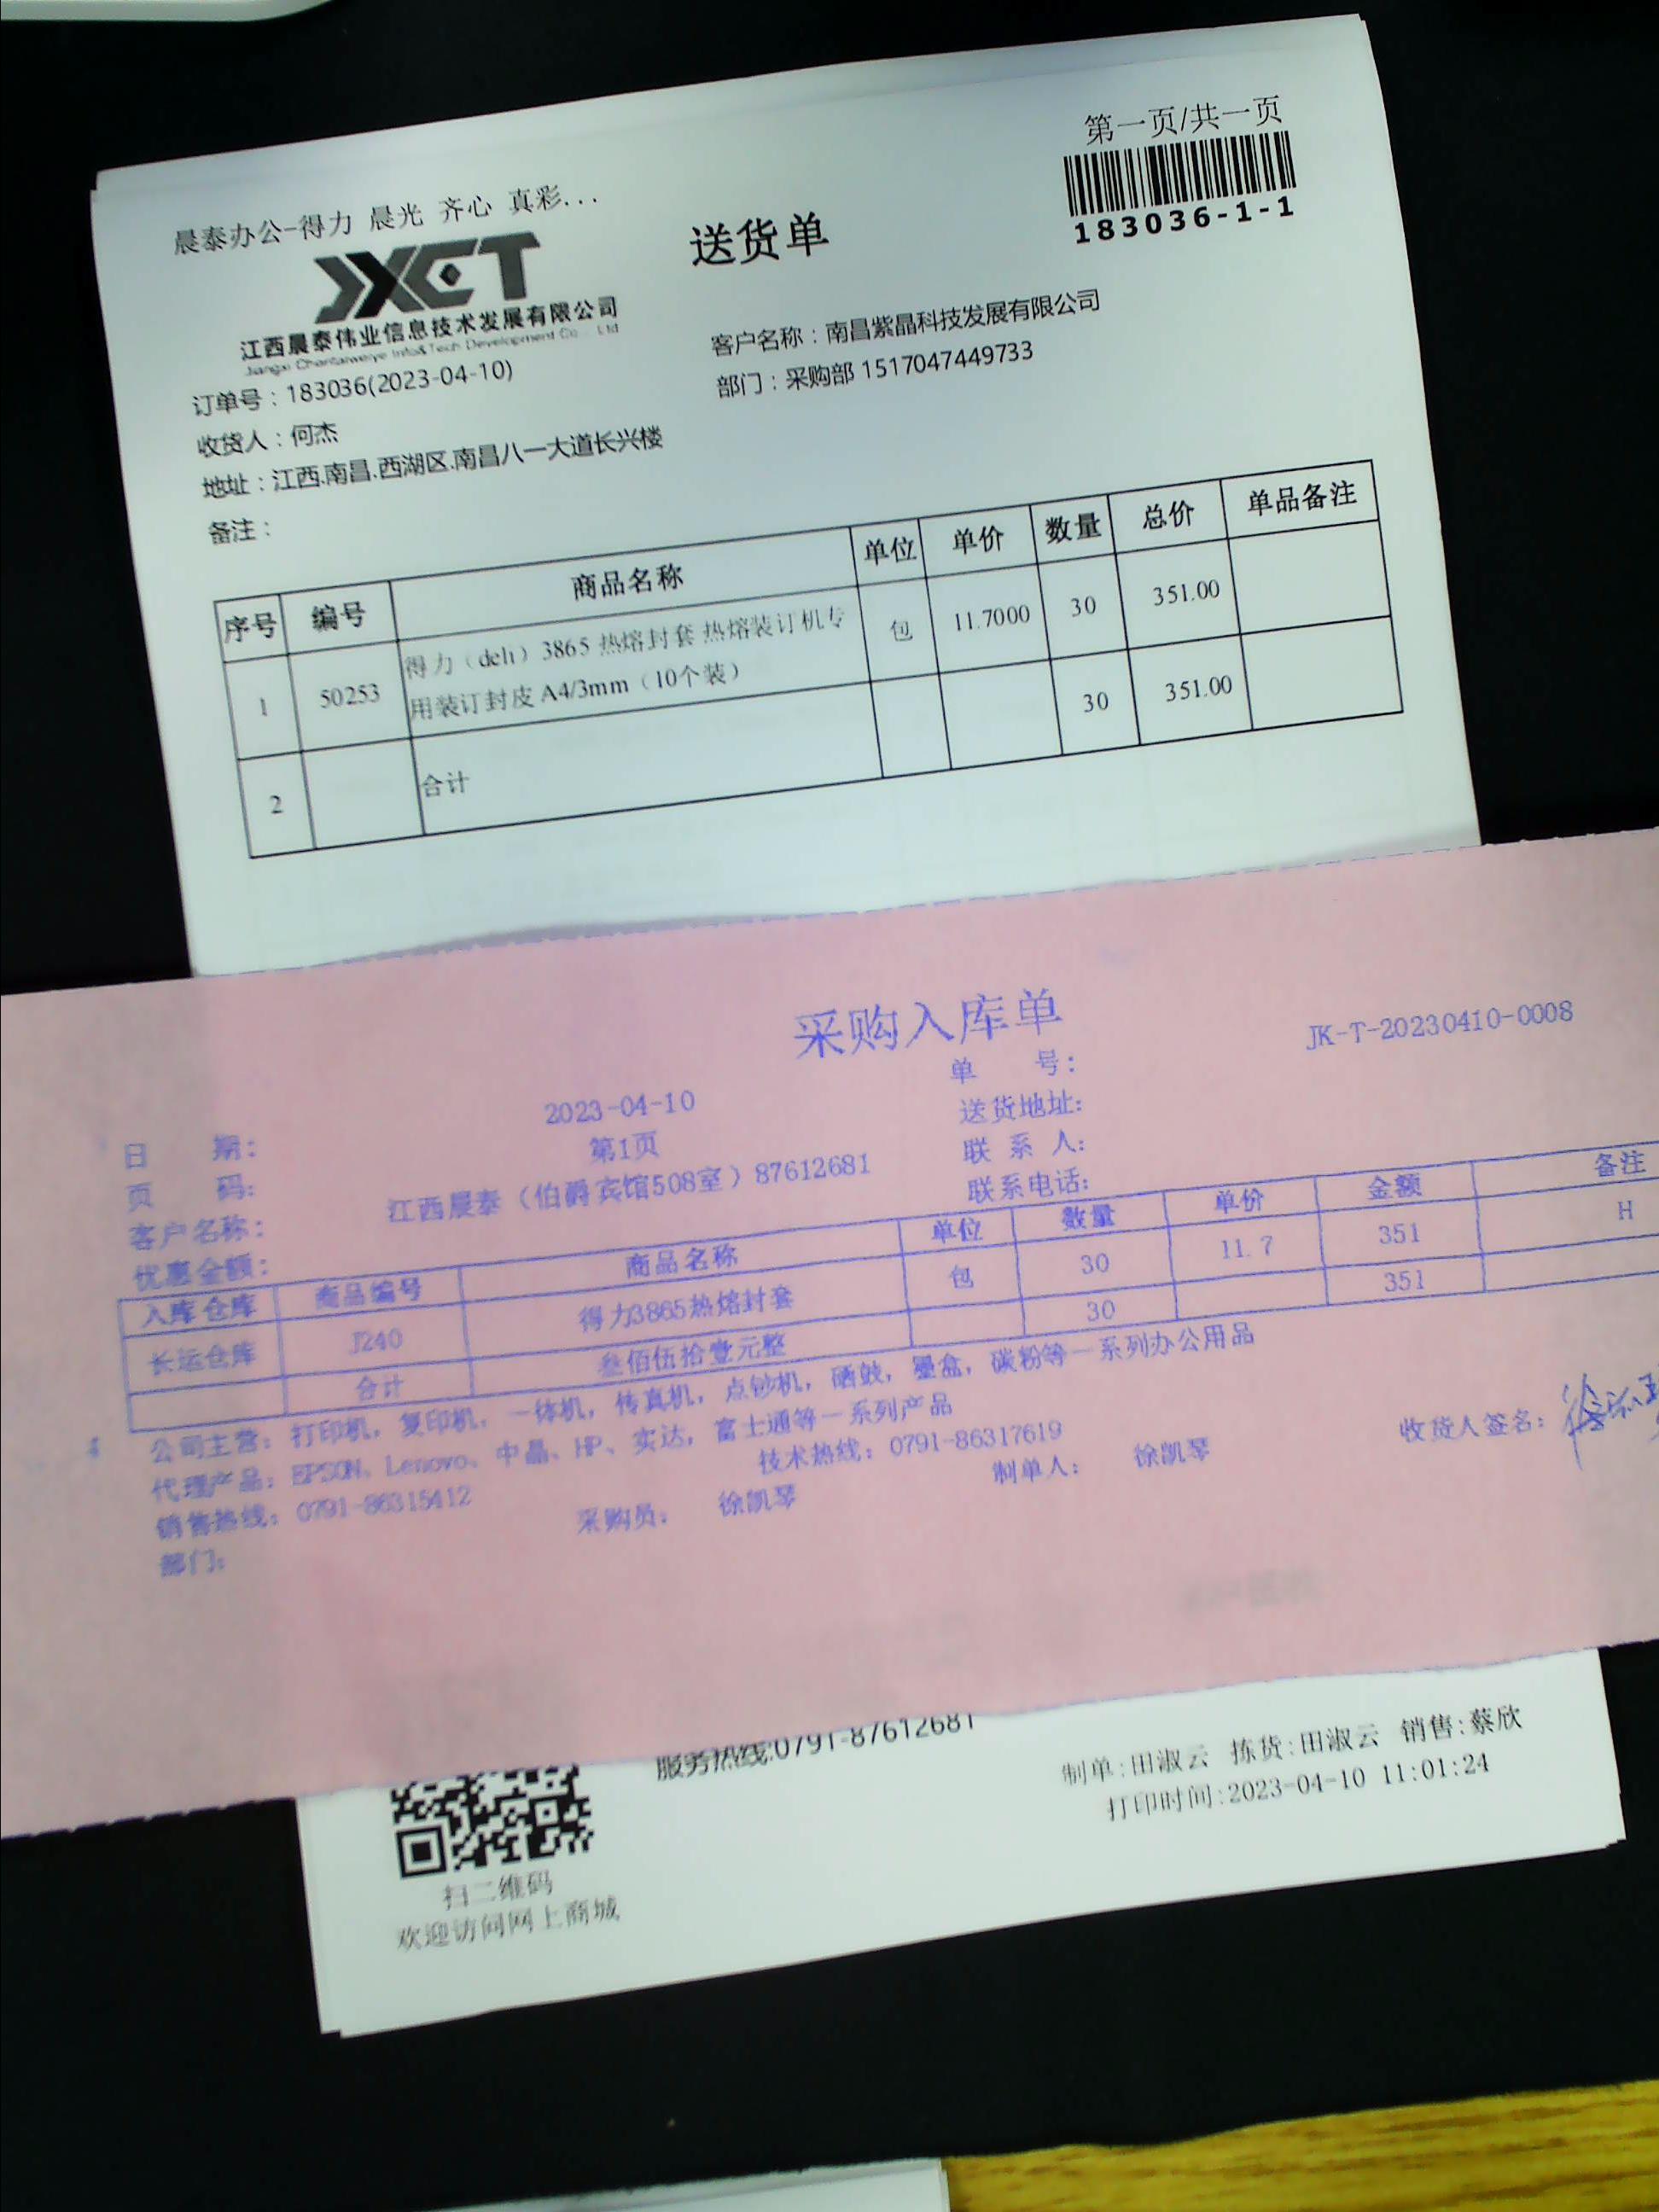 第一页/共一页
183036-1-1
晨泰办公-得力 晨光 齐心 真彩...
JXCT
送货单
江西晨泰伟业信息技术发展有限公司
Jiangxi Chentaiweiye Info&Tech Development Co., Ltd
客户名称：南昌紫晶科技发展有限公司
订单号：183036(2023-04-10)
部门：采购部 1517047449733
收货人：何杰
地址：江西.南昌.西湖区.南昌八一大道长兴楼
备注：
序号 编号 商品名称 单位 单价 数量 总价 单品备注
1 50253 得力（deli）3865 热熔封套 热熔装订机专 包 11.7000 30 351.00
用装订封皮 A4/3mm（10个装）
2 合计 30 351.00
采购入库单
单 号： JK-T-20230410-0008
日 期： 2023-04-10 送货地址：
页 码： 第1页 联 系 人：
客户名称： 江西晨泰（伯爵宾馆508室）87612681 联系电话：
优惠金额：
入库仓库 商品编号 商品名称 单位 数量 单价 金额 备注
长运仓库 J240 得力3865热熔封套 包 30 11.7 351 H
合计 叁佰伍拾壹元整 30 351
公司主营：打印机，复印机，一体机，传真机，点钞机，硒鼓，墨盒，碳粉等一系列办公用品
代理产品：EPSON、Lenovo、中晶、HP、实达，富士通等一系列产品
收货人签名：
销售热线：0791-86315412 技术热线：0791-86317619
部门： 采购员： 徐凯琴 制单人： 徐凯琴
服务热线:0791-87612681
制单:田淑云 拣货:田淑云 销售:蔡欣
打印时间:2023-04-10 11:01:24
扫二维码
欢迎访问网上商城